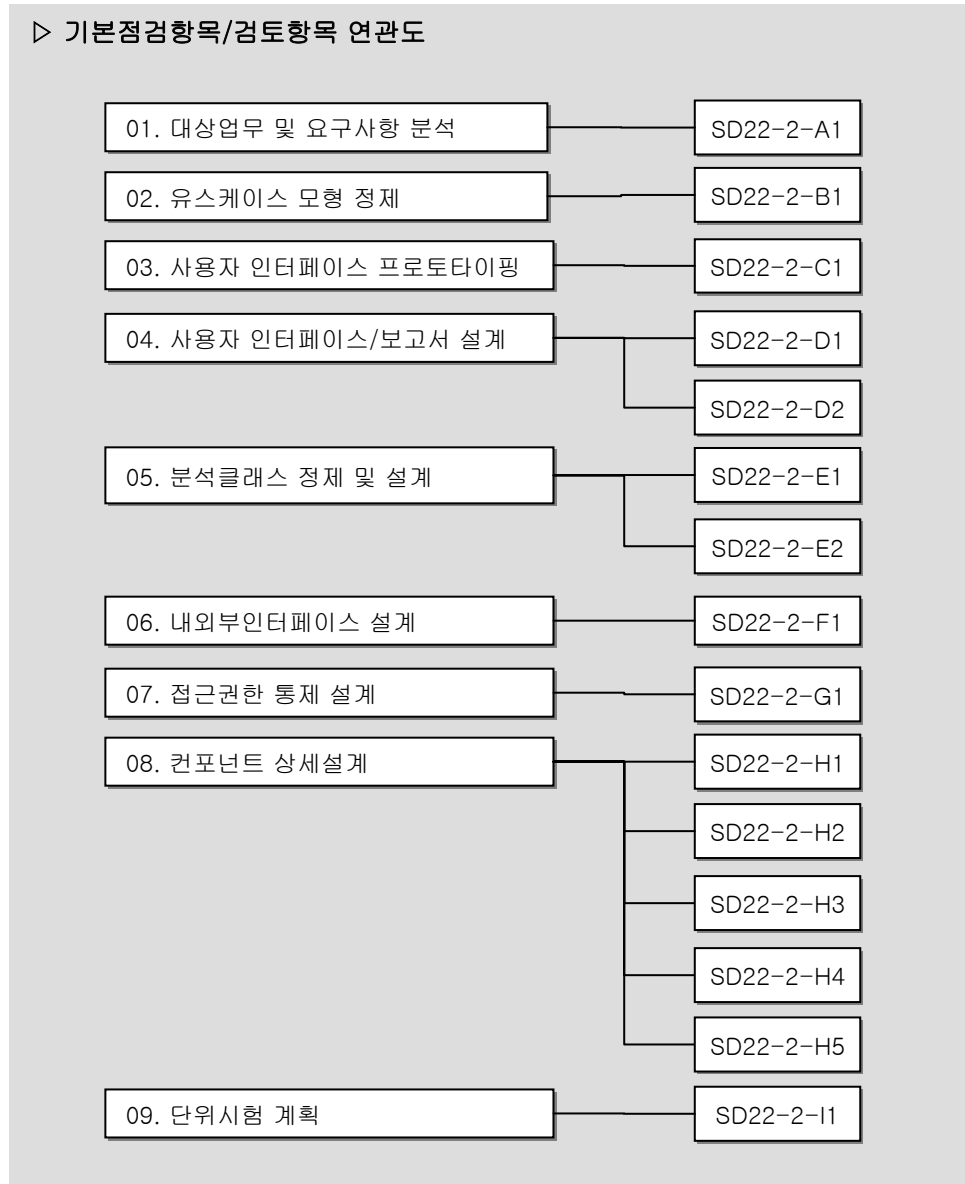 ▷ 기본점검항목/검토항목 연관도
01. 대상업무 및 요구사항 분석
SD22-2-A1
02. 유스케이스 모형 정제
SD22-2-B1
03. 사용자 인터페이스 프로토타이핑
SD22-2-C1
04. 사용자 인터페이스/보고서 설계
SD22-2-D1
SD22-2-D2
05. 분석클래스 정제 및 설계
SD22-2-E1
SD22-2-E2
06. 내외부인터페이스 설계
SD22-2-F1
07. 접근권한 통제 설계
SD22-2-G1
08. 컨포넌트 상세설계
SD22-2-H1
SD22-2-H2
SD22-2-H3
SD22-2-H4
SD22-2-H5
09. 단위시험 계획
SD22-2-I1